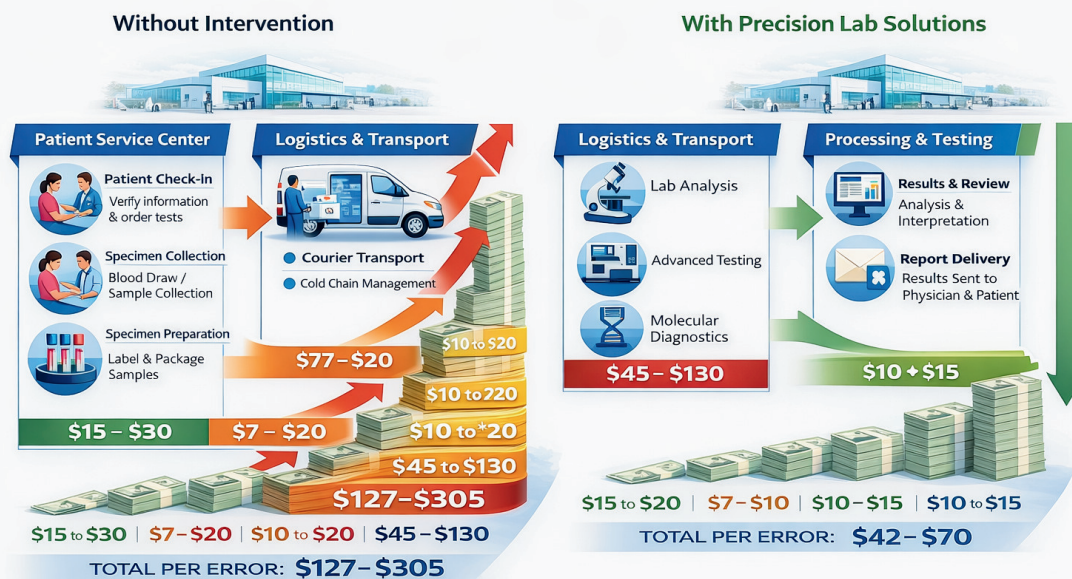 Without Intervention
Patient Service Center
Patient Check-in
Verify information
& order tests
Specimen Collection
Blood Draw /
Sample Collection
Specimen Preparation
Label & Package
Samples
$15 – $30
$7 – $20
Logistics & Transport
Courier Transport
Cold Chain Management
$77 – $20
$10 to $20
$10 to 220
$10 to*20
$45 to $130
$127–$305
$15 to $30 | $7 – $20 | $10 to $20 | $45 – $130
TOTAL PER ERROR: $127–$305
With Precision Lab Solutions
Logistics & Transport
Lab Analysis
Advanced Testing
Molecular
Diagnostics
$45 – $130
Processing & Testing
Results & Review
Analysis &
Interpretation
Report Delivery
Results Sent to
Physician & Patient
$10 + $15
$15 to $20 | $7 – $10 | $10 – $15 | $10 to $15
TOTAL PER ERROR: $42 – $70